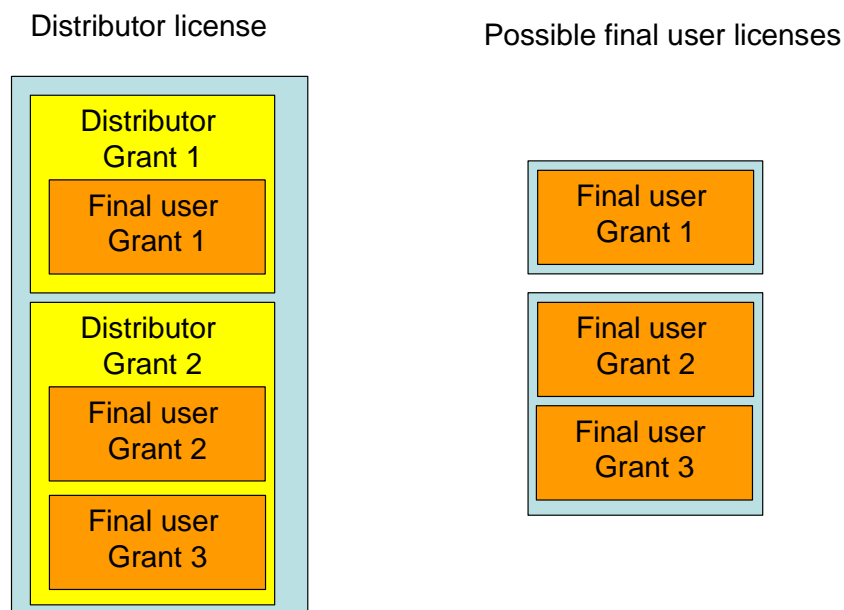 Distributor license
Distributor
Grant 1
Final user
Grant 1
Distributor
Grant 2
Final user
Grant 2
Final user
Grant 3
Possible final user licenses
Final user
Grant 1
Final user
Grant 2
Final user
Grant 3